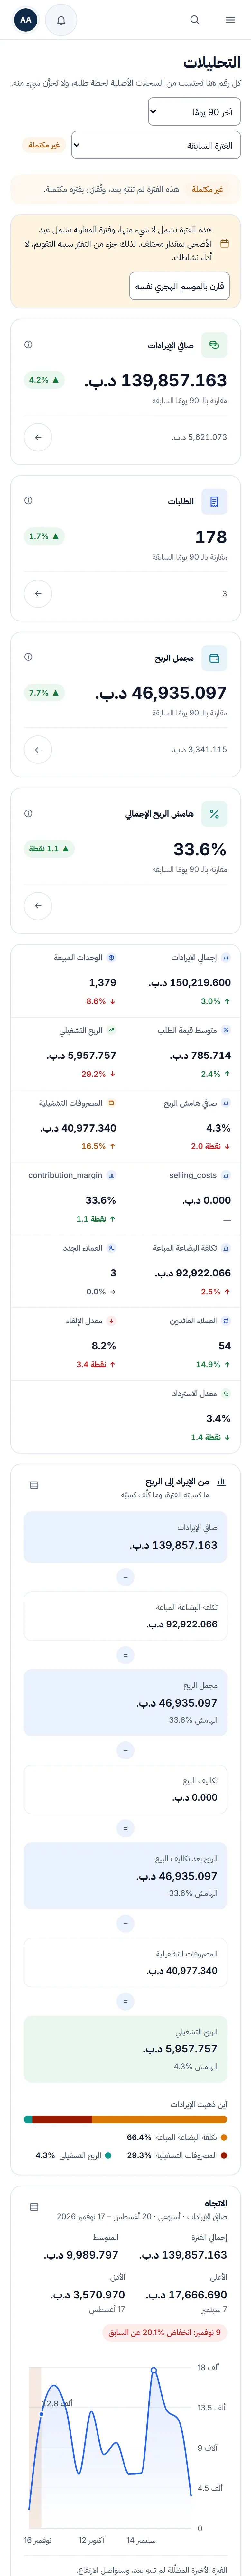 AA
التحليلات
كل رقم هنا يُحتسب من السجلات الأصلية لحظة طلبه، ولا يُخزَّن شيء منه.
آخر 90 يومًا
الفترة السابقة
غير مكتملة
غير مكتملة هذه الفترة لم تنتهِ بعد، وتُقارَن بفترة مكتملة.
هذه الفترة لا تشمل أي شيء منها، وفترة المقارنة تشمل عيد
الأضحى بمقدار مختلف. لذلك جزء من التغيّر سببه التقويم، لا
أداء نشاطك.
قارن بالموسم الهجري نفسه
صافي الإيرادات
139,857.163 د.ب.
▲ 4.2%
مقارنة بالـ 90 يومًا السابقة
5,621.073 د.ب.
←
الطلبات
178
▲ 1.7%
مقارنة بالـ 90 يومًا السابقة
3
←
مجمل الربح
46,935.097 د.ب.
▲ 7.7%
مقارنة بالـ 90 يومًا السابقة
3,341.115 د.ب.
←
هامش الربح الإجمالي
33.6%
▲ 1.1 نقطة
مقارنة بالـ 90 يومًا السابقة
←
إجمالي الإيرادات
150,219.600 د.ب.
↑ 3.0%
الوحدات المبيعة
1,379
↓ 8.6%
متوسط قيمة الطلب
785.714 د.ب.
↑ 2.4%
الربح التشغيلي
5,957.757 د.ب.
↓ 29.2%
صافي هامش الربح
4.3%
↓ 2.0 نقطة
المصروفات التشغيلية
40,977.340 د.ب.
↑ 16.5%
selling_costs
0.000 د.ب.
—
contribution_margin
33.6%
↑ 1.1 نقطة
تكلفة البضاعة المباعة
92,922.066 د.ب.
↑ 2.5%
العملاء الجدد
3
→ 0.0%
العملاء العائدون
54
↑ 14.9%
معدل الإلغاء
8.2%
↑ 3.4 نقطة
معدل الاسترداد
3.4%
↓ 1.4 نقطة
من الإيراد إلى الربح
ما كسبته الفترة، وما كلّف كسبُه
صافي الإيرادات
139,857.163 د.ب.
−
تكلفة البضاعة المباعة
92,922.066 د.ب.
=
مجمل الربح
46,935.097 د.ب.
الهامش 33.6%
−
تكاليف البيع
0.000 د.ب.
=
الربح بعد تكاليف البيع
46,935.097 د.ب.
الهامش 33.6%
−
المصروفات التشغيلية
40,977.340 د.ب.
=
الربح التشغيلي
5,957.757 د.ب.
الهامش 4.3%
أين ذهبت الإيرادات
تكلفة البضاعة المباعة 66.4%
المصروفات التشغيلية 29.3%
الربح التشغيلي 4.3%
الاتجاه
صافي الإيرادات · أسبوعي · 20 أغسطس – 17 نوفمبر 2026
إجمالي الفترة
139,857.163 د.ب.
المتوسط
9,989.797 د.ب.
الأعلى
17,666.690 د.ب.
7 سبتمبر
الأدنى
3,570.970 د.ب.
17 أغسطس
9 نوفمبر: انخفاض 20.1% عن السابق
18 ألف
13.5 ألف
9 آلاف
4.5 ألف
0
12.8 ألف
14 سبتمبر
12 أكتوبر
16 نوفمبر
الفترة الأخيرة المظلّلة لم تنتهِ بعد، وستواصل الارتفاع.